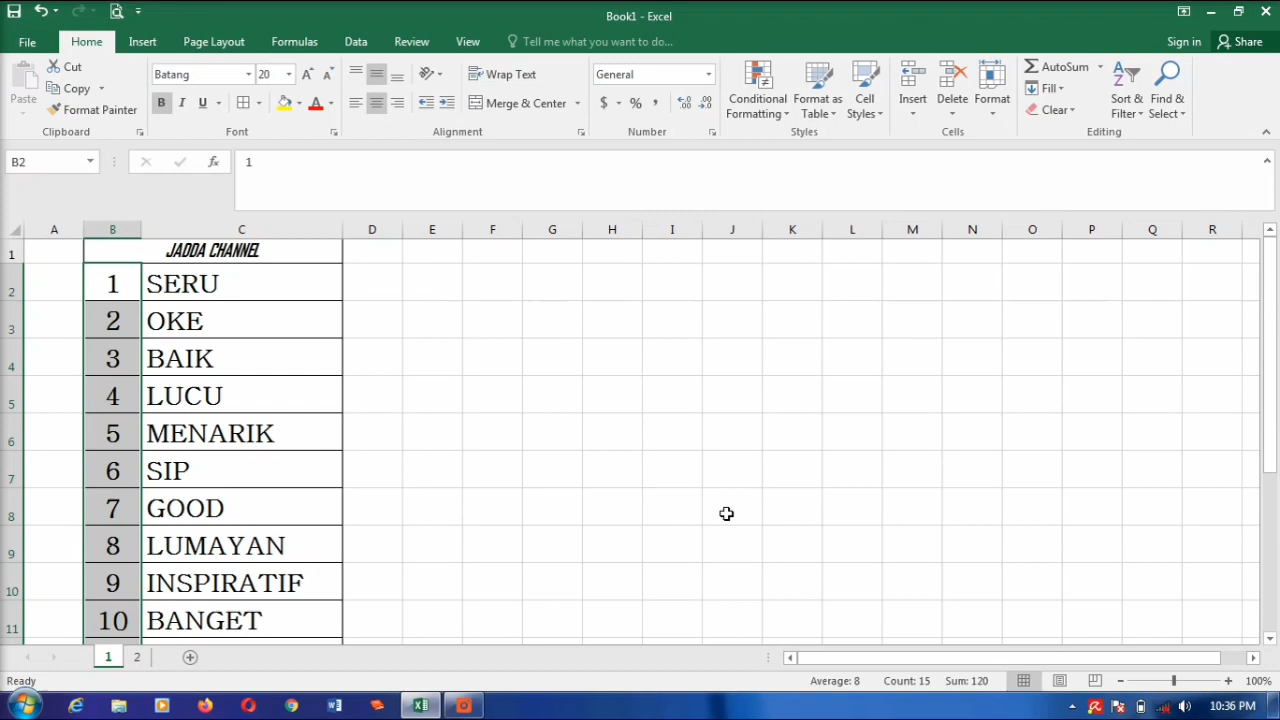 Book1 - Excel
File Home Insert Page Layout Formulas Data Review View Tell me what you want to do... Sign in Share
Paste
Cut
Copy
Format Painter
Clipboard
Batang 20
B I U
Font
Wrap Text
Merge & Center
Alignment
General
$ % ,
Number
Conditional Formatting
Format as Table
Cell Styles
Styles
Insert
Delete
Format
Cells
AutoSum
Fill
Clear
Sort & Filter
Find & Select
Editing
B2 fx 1
A B C D E F G H I J K L M N O P Q R
1 JADDA CHANNEL
2 1 SERU
3 2 OKE
4 3 BAIK
5 4 LUCU
6 5 MENARIK
7 6 SIP
8 7 GOOD
9 8 LUMAYAN
10 9 INSPIRATIF
11 10 BANGET
1 2
Ready Average: 8 Count: 15 Sum: 120 100%
10:36 PM